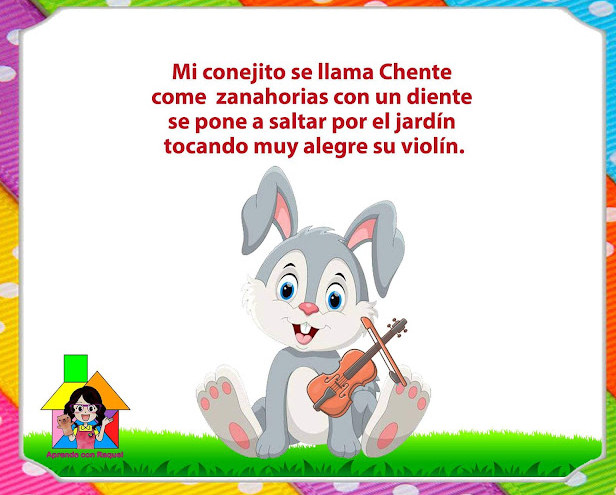 Mi conejito se llama Chente
come zanahorias con un diente
se pone a saltar por el jardín
tocando muy alegre su violín.
Aprendo con Raquel